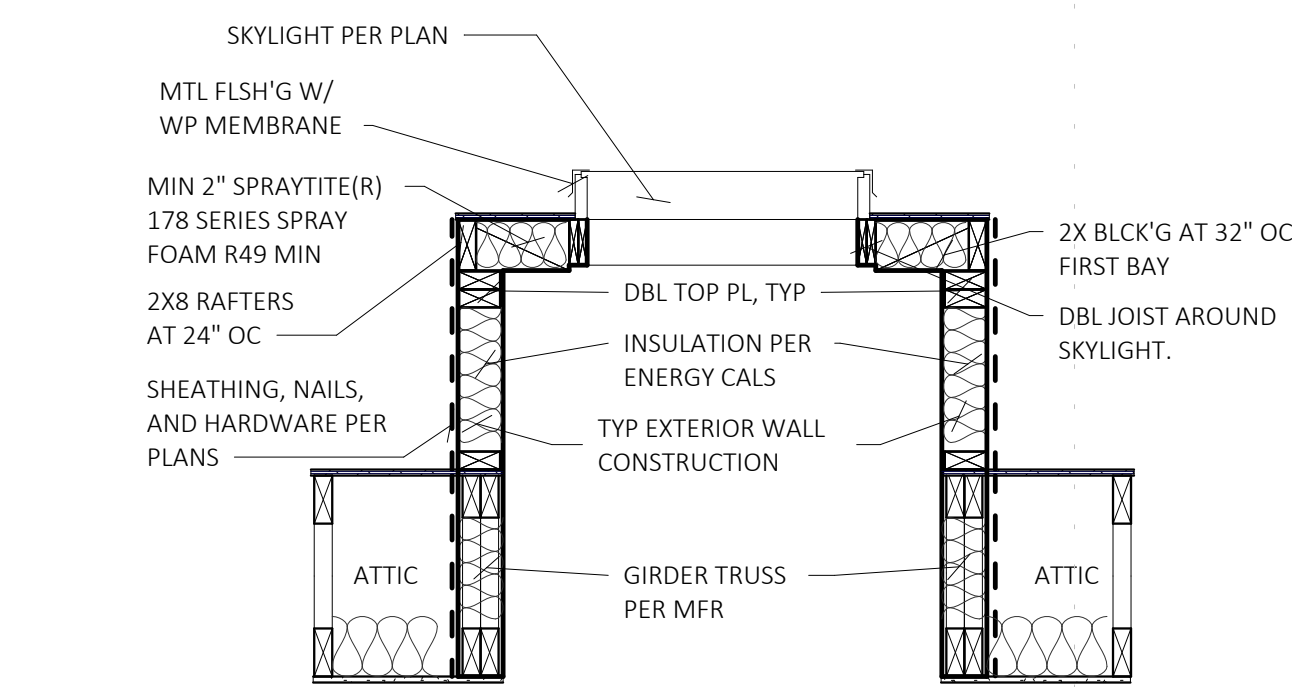 SKYLIGHT PER PLAN
MTL FLSH'G W/
WP MEMBRANE
MIN 2" SPRAYTITE(R)
178 SERIES SPRAY
FOAM R49 MIN
2X8 RAFTERS
AT 24" OC
SHEATHING, NAILS,
AND HARDWARE PER
PLANS
DBL TOP PL, TYP
INSULATION PER
ENERGY CALS
TYP EXTERIOR WALL
CONSTRUCTION
2X BLCK'G AT 32" OC
FIRST BAY
DBL JOIST AROUND
SKYLIGHT.
ATTIC
GIRDER TRUSS
PER MFR
ATTIC